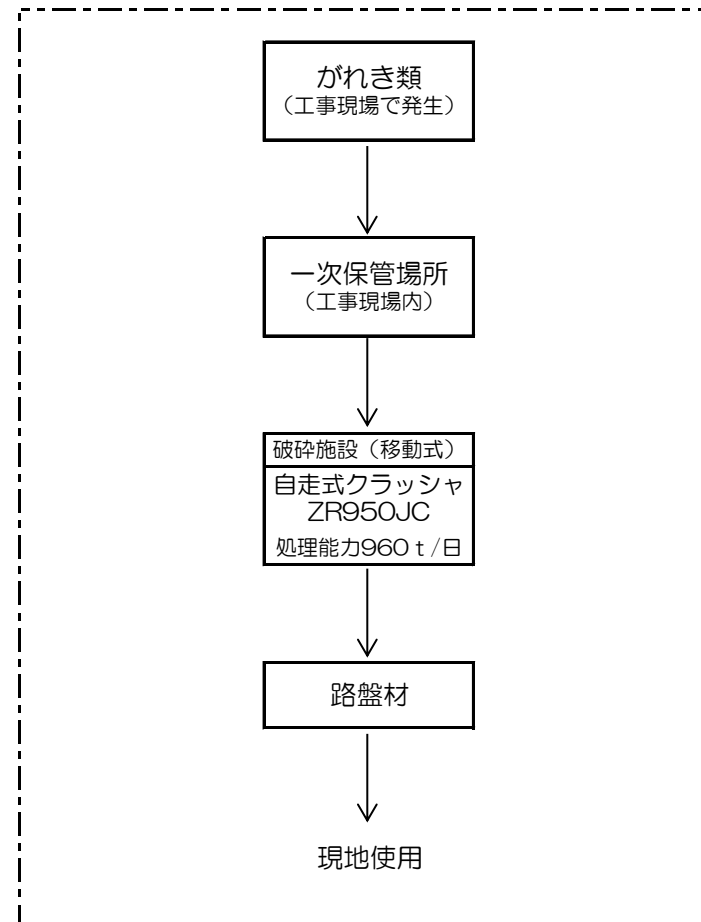 がれき類
（工事現場で発生）
一次保管場所
（工事現場内）
破砕施設（移動式）
自走式クラッシャ
ZR950JC
処理能力960ｔ/日
路盤材
現地使用